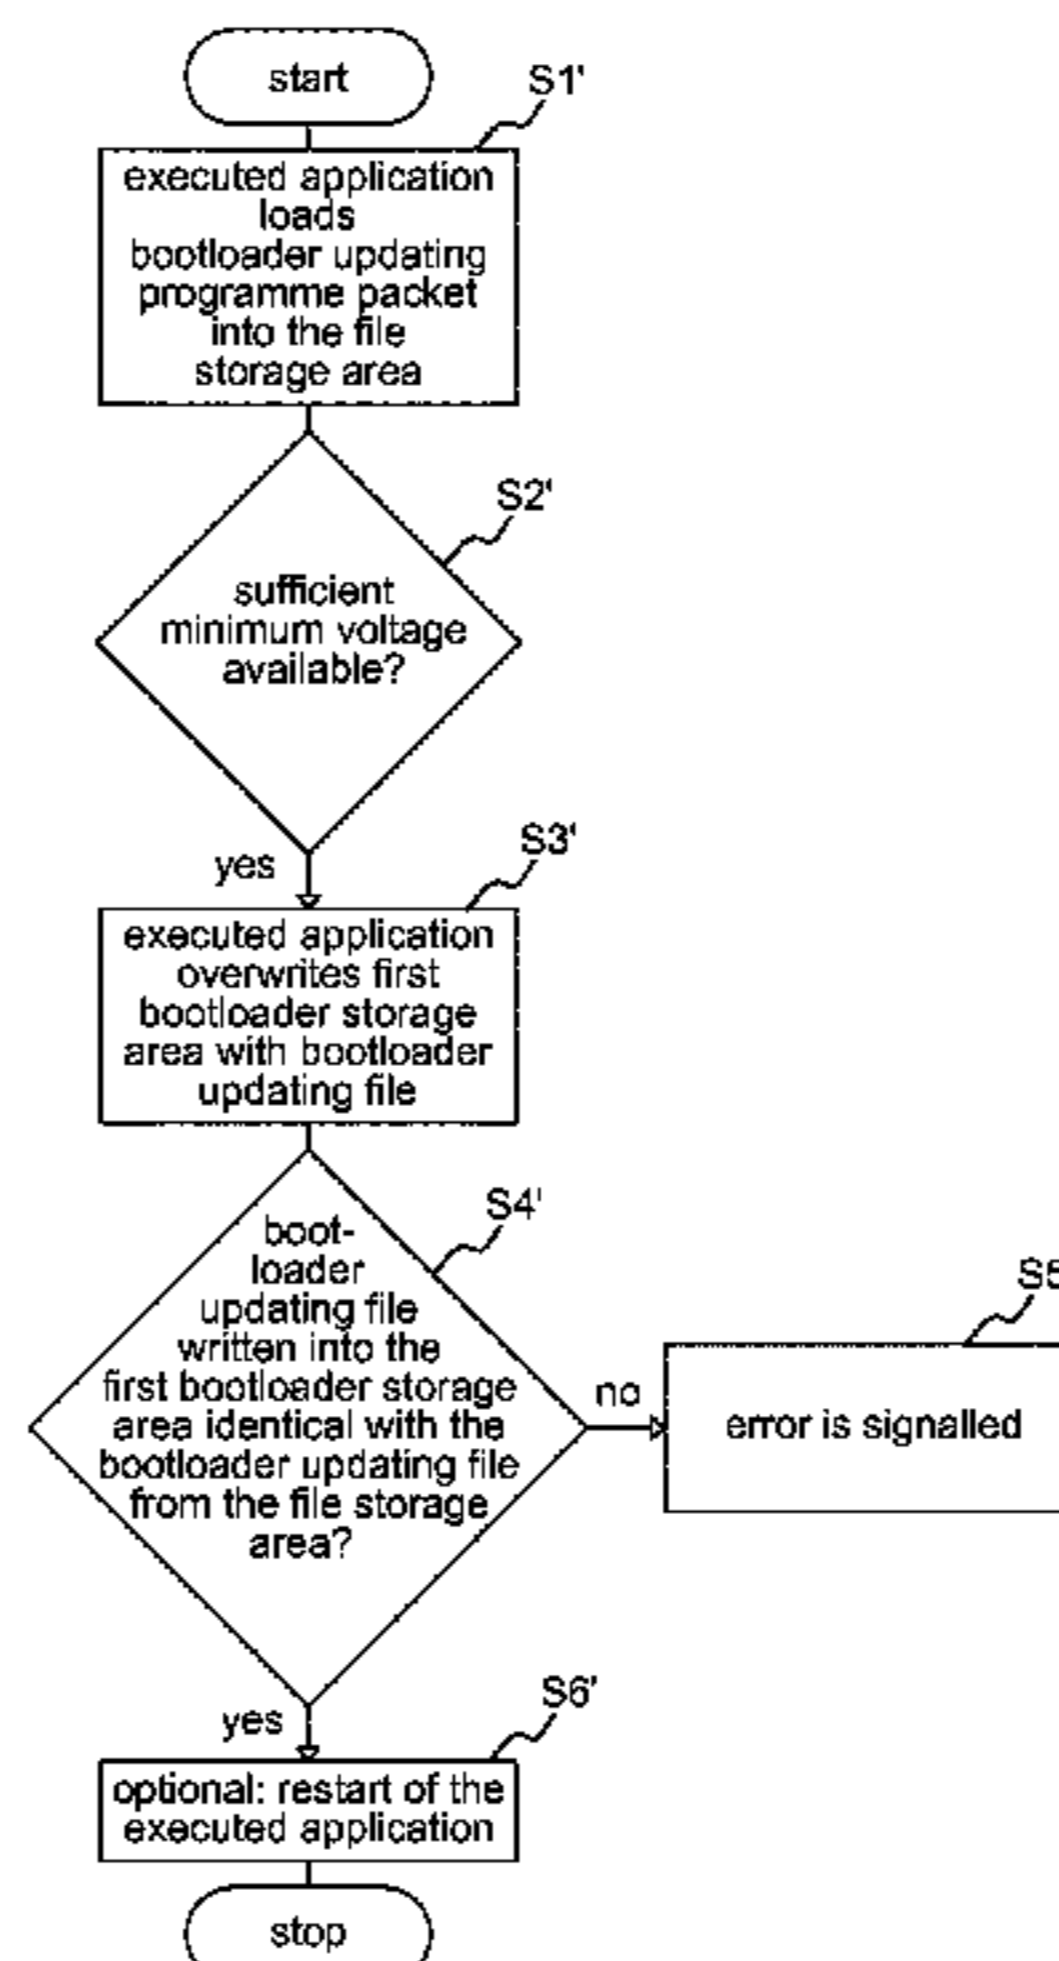 start
S1'
executed application
loads
bootloader updating
programme packet
into the file
storage area
S2'
sufficient
minimum voltage
available?
yes
S3'
executed application
overwrites first
bootloader storage
area with bootloader
updating file
S4'
boot-
loader
updating file
written into the
first bootloader storage
area identical with the
bootloader updating file
from the file storage
area?
no
S5
error is signalled
yes
S6'
optional: restart of the
executed application
stop